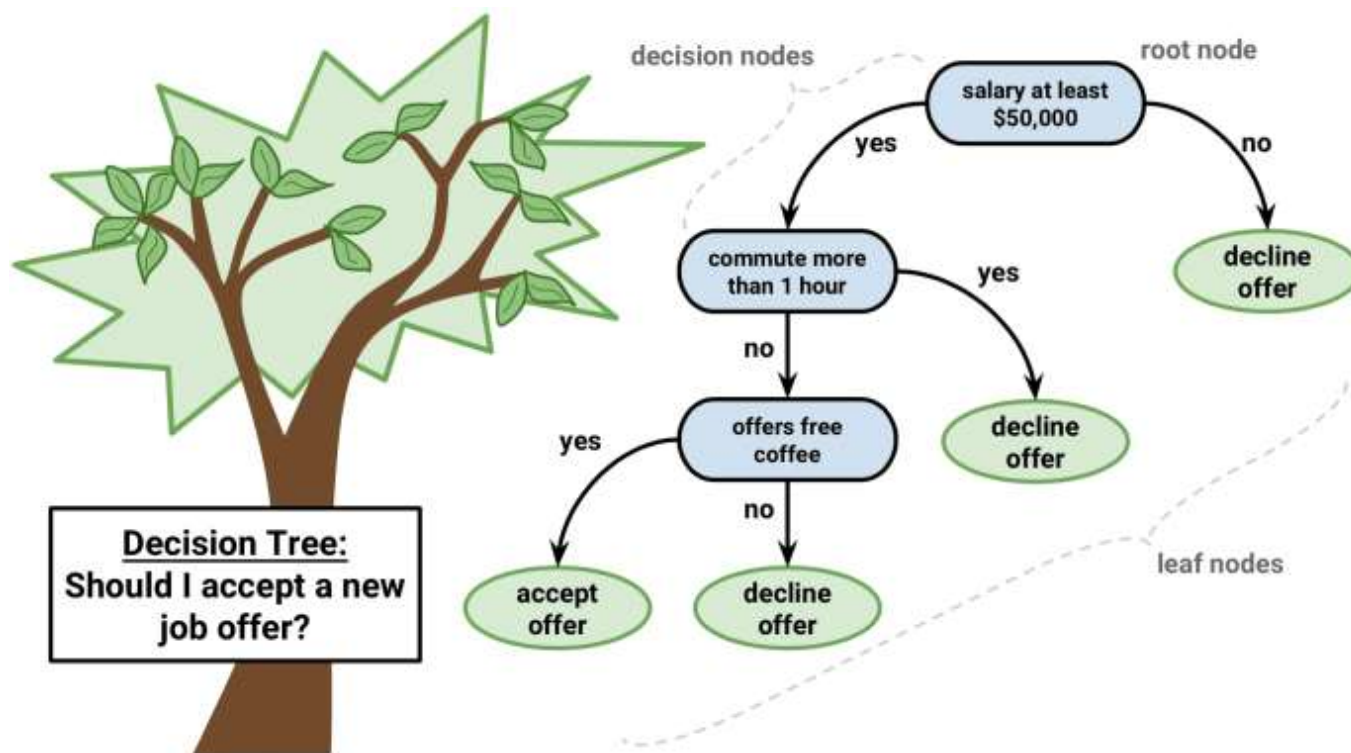 decision nodes
root node
salary at least
$50,000
yes
no
commute more
than 1 hour
decline
offer
yes
no
offers free
coffee
decline
offer
yes
no
Decision Tree:
Should I accept a new
job offer?
accept
offer
decline
offer
leaf nodes